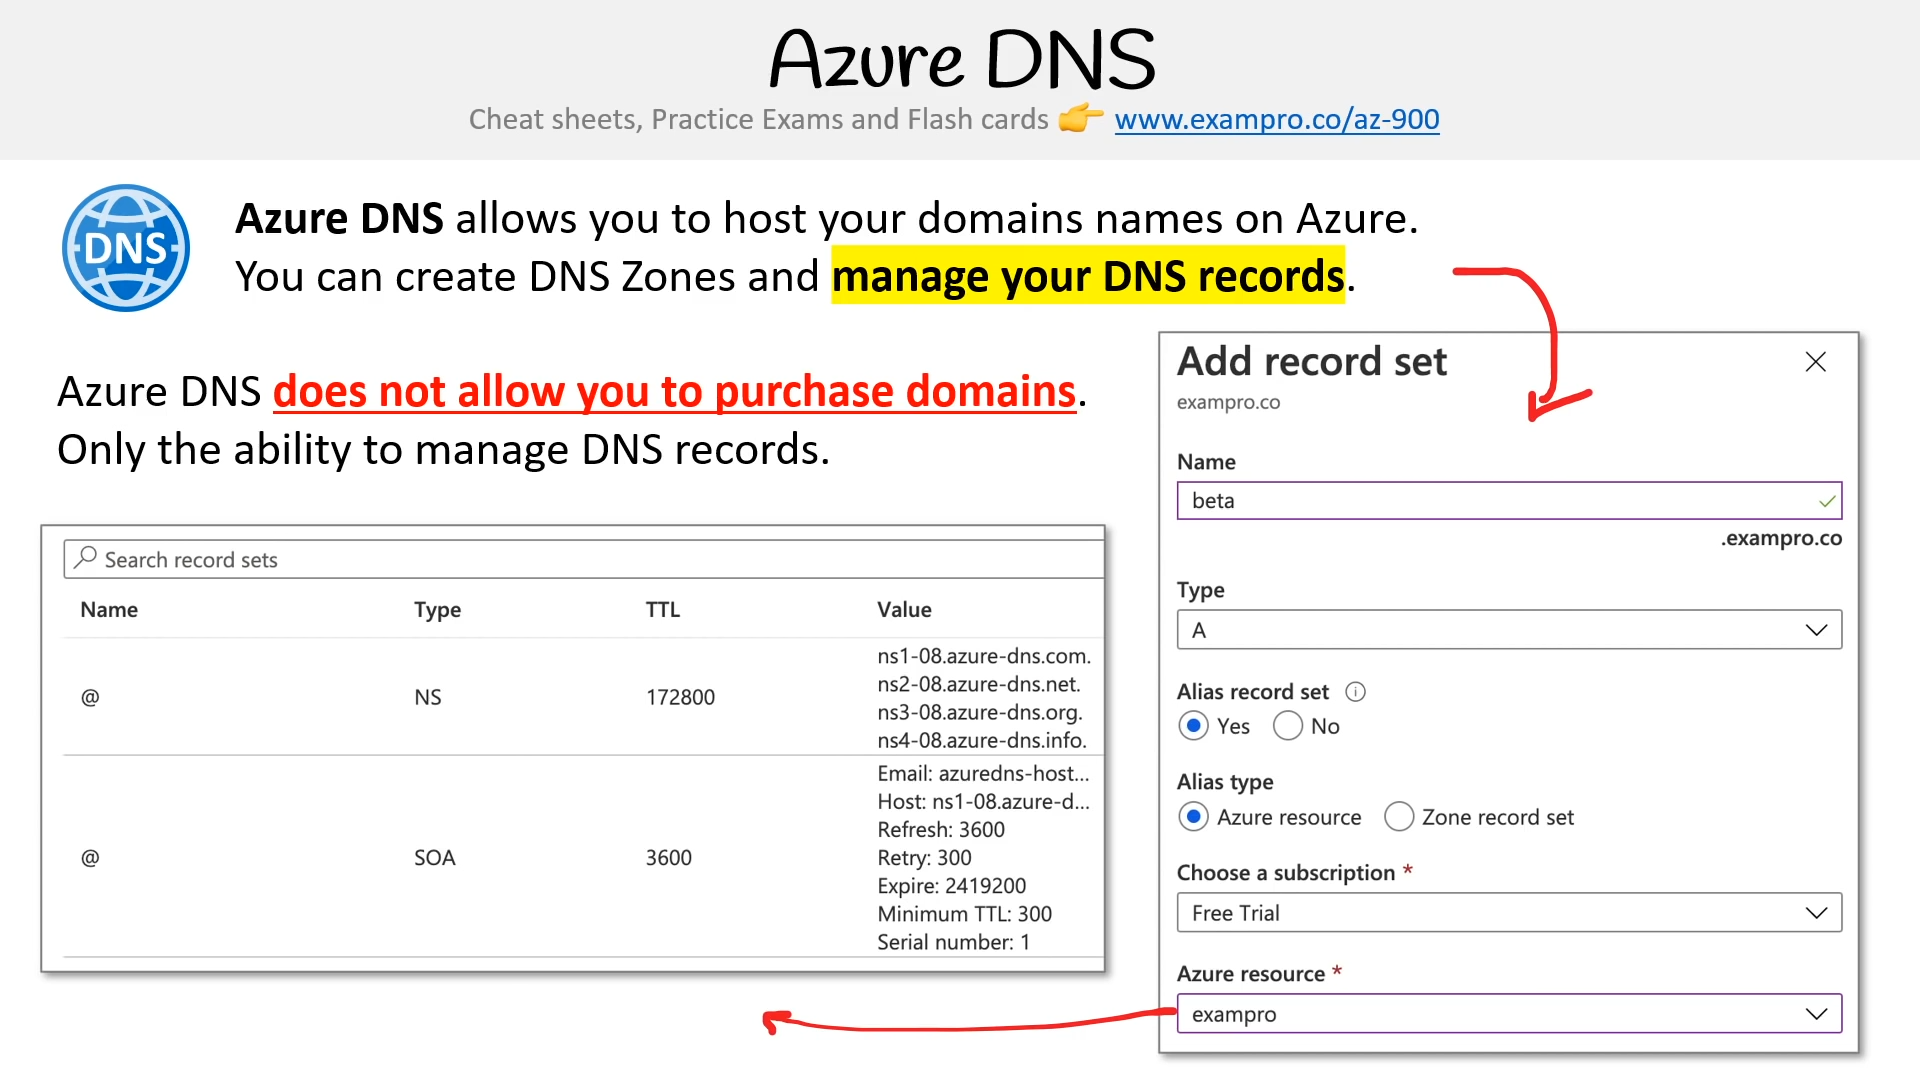 Azure DNS
Cheat sheets, Practice Exams and Flash cards 👉 www.exampro.co/az-900
DNS
Azure DNS allows you to host your domains names on Azure.
You can create DNS Zones and manage your DNS records.
Azure DNS does not allow you to purchase domains.
Only the ability to manage DNS records.
Search record sets
Name Type TTL Value
@ NS 172800
ns1-08.azure-dns.com.
ns2-08.azure-dns.net.
ns3-08.azure-dns.org.
ns4-08.azure-dns.info.
@ SOA 3600
Email: azuredns-host...
Host: ns1-08.azure-d...
Refresh: 3600
Retry: 300
Expire: 2419200
Minimum TTL: 300
Serial number: 1
Add record set
exampro.co
Name
beta
.exampro.co
Type
A
Alias record set
Yes No
Alias type
Azure resource Zone record set
Choose a subscription *
Free Trial
Azure resource *
exampro